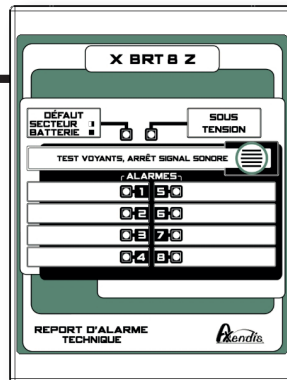 X BRT 8 Z
DÉFAUT
SECTEUR
BATTERIE
SOUS
TENSION
TEST VOYANTS, ARRÊT SIGNAL SONORE
ALARMES
1 5
2 6
3 7
4 8
REPORT D'ALARME
TECHNIQUE
Axendis